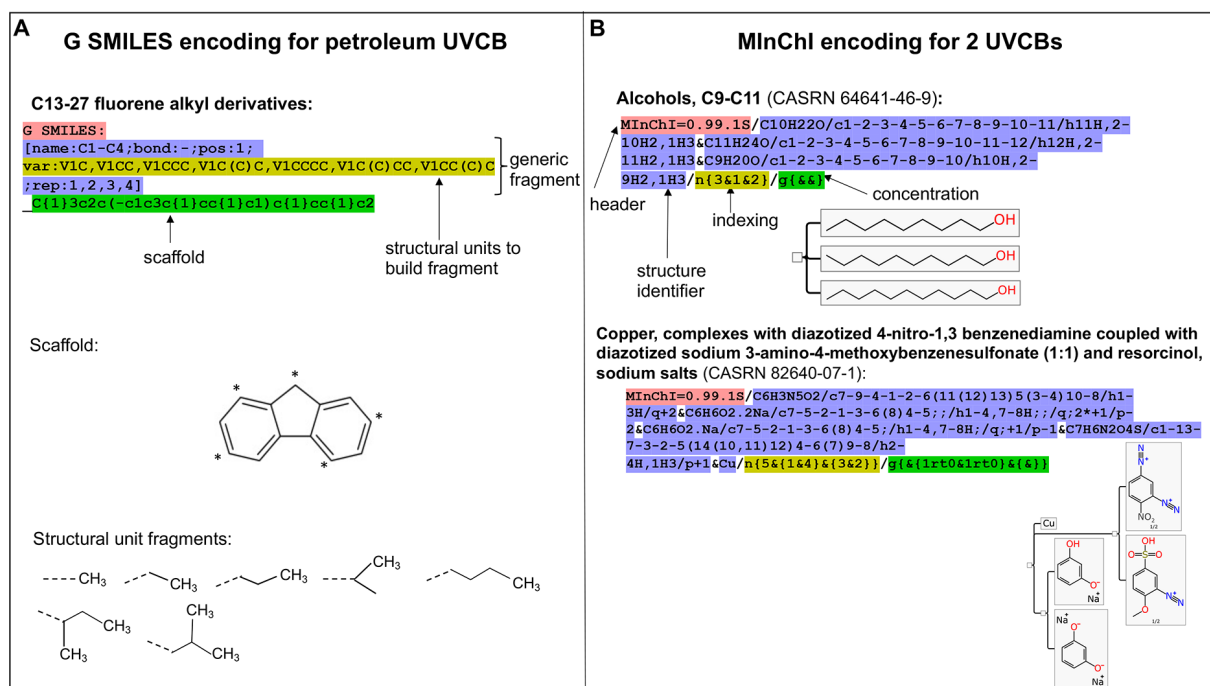 A
G SMILES encoding for petroleum UVCB
C13-27 fluorene alkyl derivatives:
G SMILES:
[name:C1-C4;bond:-;pos:1;
var:V1C,V1CC,V1CCC,V1C(C)C,V1CCCC,V1C(C)CC,V1CC(C)C
;rep:1,2,3,4]
C{1}3c2c(-c1c3c{1}cc{1}c1)c{1}cc{1}c2
generic
fragment
scaffold
structural units to
build fragment
Scaffold:
*
*
*
*
*
Structural unit fragments:
CH3
CH3
CH3
CH3
CH3
CH3
CH3
CH3
CH3
B
MInChI encoding for 2 UVCBs
Alcohols, C9-C11 (CASRN 64641-46-9):
MInChI=0.99.1S/C10H22O/c1-2-3-4-5-6-7-8-9-10-11/h11H,2-
10H2,1H3&C11H24O/c1-2-3-4-5-6-7-8-9-10-11-12/h12H,2-
11H2,1H3&C9H20O/c1-2-3-4-5-6-7-8-9-10/h10H,2-
9H2,1H3/n{3&1&2}/g{&&}
header
indexing
concentration
structure
identifier
OH
OH
OH
Copper, complexes with diazotized 4-nitro-1,3 benzenediamine coupled with
diazotized sodium 3-amino-4-methoxybenzenesulfonate (1:1) and resorcinol,
sodium salts (CASRN 82640-07-1):
MInChI=0.99.1S/C6H3N5O2/c7-9-4-1-2-6(11(12)13)5(3-4)10-8/h1-
3H/q+2&C6H6O2.2Na/c7-5-2-1-3-6(8)4-5;;/h1-4,7-8H;;/q;2*+1/p-
2&C6H6O2.Na/c7-5-2-1-3-6(8)4-5;/h1-4,7-8H;/q;+1/p-1&C7H6N2O4S/c1-13-
7-3-2-5(14(10,11)12)4-6(7)9-8/h2-
4H,1H3/p+1&Cu/n{5&{1&4}&{3&2}}/g{&{1rt0&1rt0}&{&}}
N
N+
N+
N
NO2
1/2
Cu
OH
O-
Na+
OH
O S O
N+
N
O
1/2
Na+
O-
O-
Na+